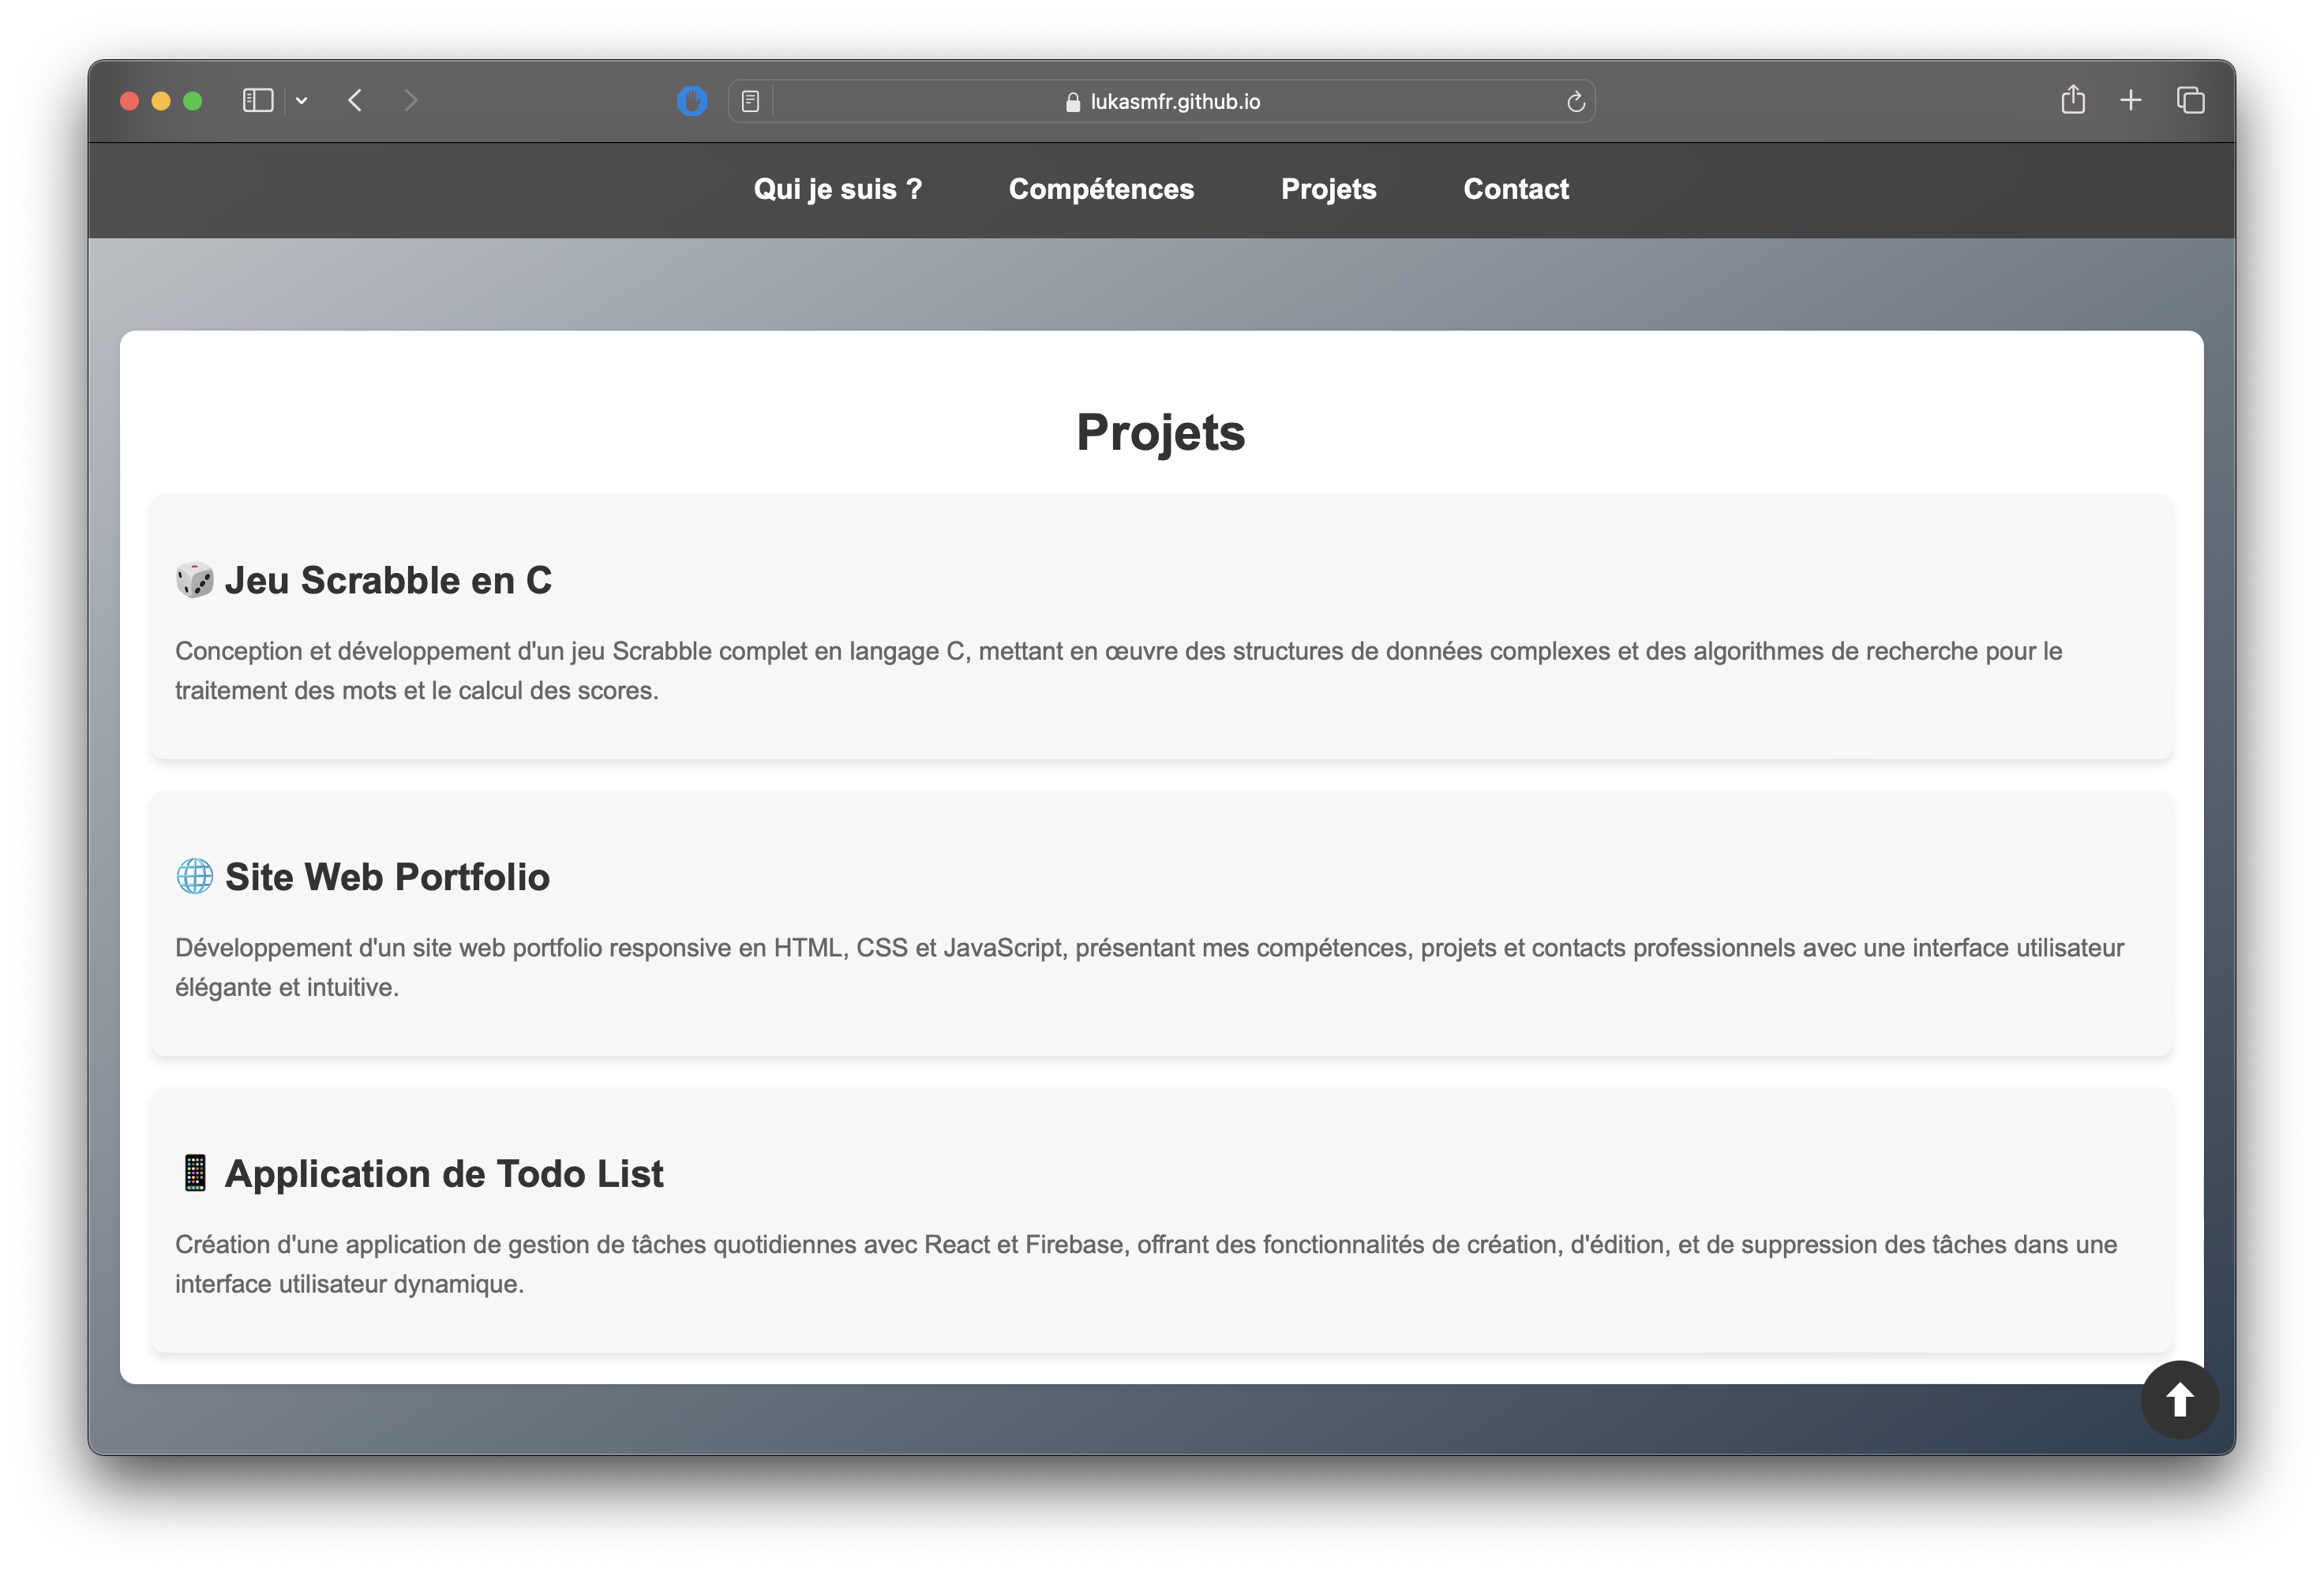 lukasmfr.github.io
Qui je suis ? Compétences Projets Contact
Projets
🎲 Jeu Scrabble en C
Conception et développement d'un jeu Scrabble complet en langage C, mettant en œuvre des structures de données complexes et des algorithmes de recherche pour le
traitement des mots et le calcul des scores.
🌐 Site Web Portfolio
Développement d'un site web portfolio responsive en HTML, CSS et JavaScript, présentant mes compétences, projets et contacts professionnels avec une interface utilisateur
élégante et intuitive.
📱 Application de Todo List
Création d'une application de gestion de tâches quotidiennes avec React et Firebase, offrant des fonctionnalités de création, d'édition, et de suppression des tâches dans une
interface utilisateur dynamique.